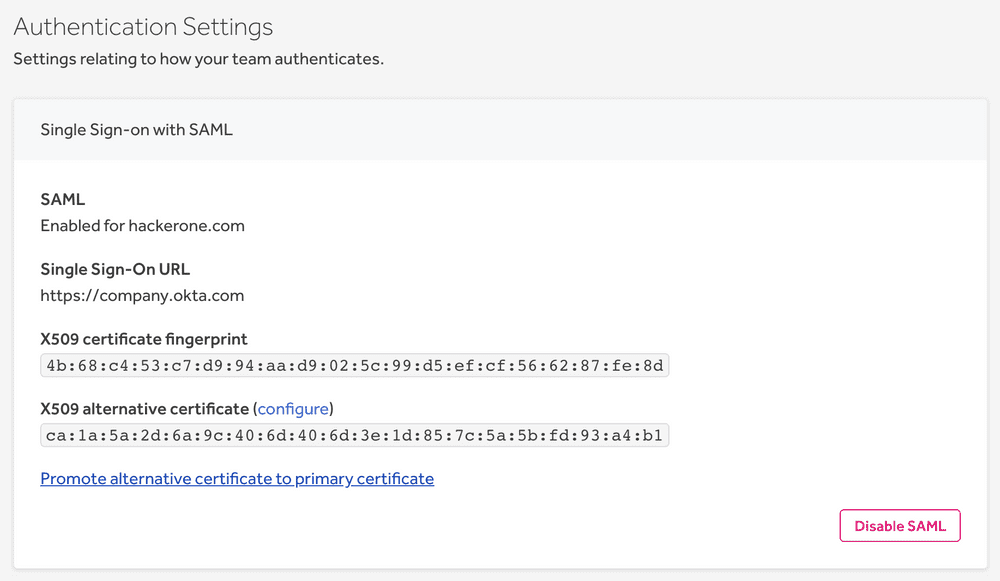 Authentication Settings
Settings relating to how your team authenticates.
Single Sign-on with SAML
SAML
Enabled for hackerone.com
Single Sign-On URL
https://company.okta.com
X509 certificate fingerprint
4b:68:c4:53:c7:d9:94:aa:d9:02:5c:99:d5:ef:cf:56:62:87:fe:8d
X509 alternative certificate (configure)
ca:1a:5a:2d:6a:9c:40:6d:40:6d:3e:1d:85:7c:5a:5b:fd:93:a4:b1
Promote alternative certificate to primary certificate
Disable SAML